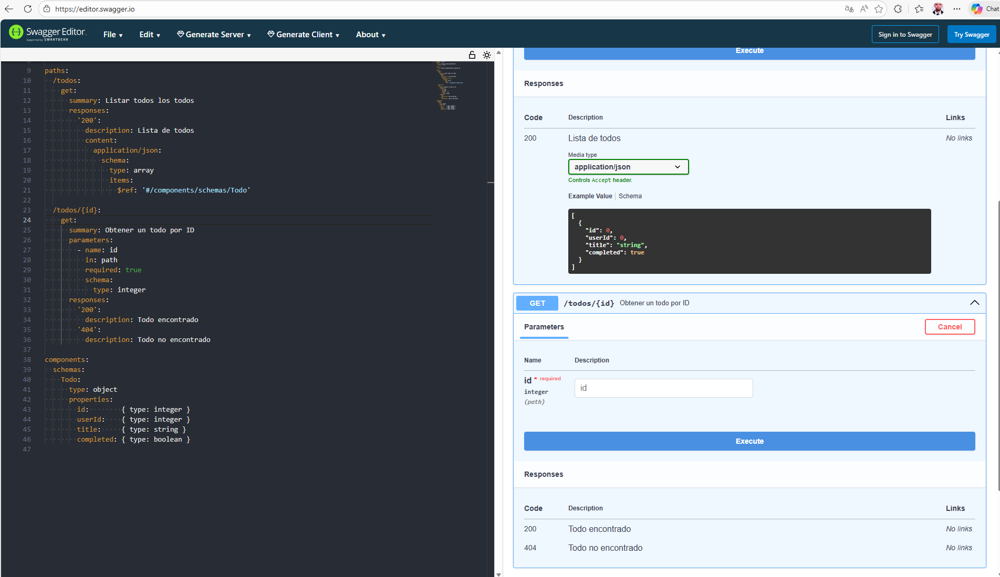 https://editor.swagger.io
Chat
Swagger Editor.
Supported by SMARTBEAR
File
Edit
Generate Server
Generate Client
About
Sign in to Swagger
Try Swagger
9 paths:
10 /todos:
11 get:
12 summary: Listar todos los todos
13 responses:
14 '200':
15 description: Lista de todos
16 content:
17 application/json:
18 schema:
19 type: array
20 items:
21 $ref: '#/components/schemas/Todo'
22
23 /todos/{id}:
24 get:
25 summary: Obtener un todo por ID
26 parameters:
27 - name: id
28 in: path
29 required: true
30 schema:
31 type: integer
32 responses:
33 '200':
34 description: Todo encontrado
35 '404':
36 description: Todo no encontrado
37
38 components:
39 schemas:
40 Todo:
41 type: object
42 properties:
43 id: { type: integer }
44 userId: { type: integer }
45 title: { type: string }
46 completed: { type: boolean }
47
Execute
Responses
Code Description Links
200 Lista de todos No links
Media type
application/json
Controls Accept header.
Example Value Schema
[
{
"id": 0,
"userId": 0,
"title": "string",
"completed": true
}
]
GET /todos/{id} Obtener un todo por ID
Parameters Cancel
Name Description
id * required
integer
(path)
id
Execute
Responses
Code Description Links
200 Todo encontrado No links
404 Todo no encontrado No links